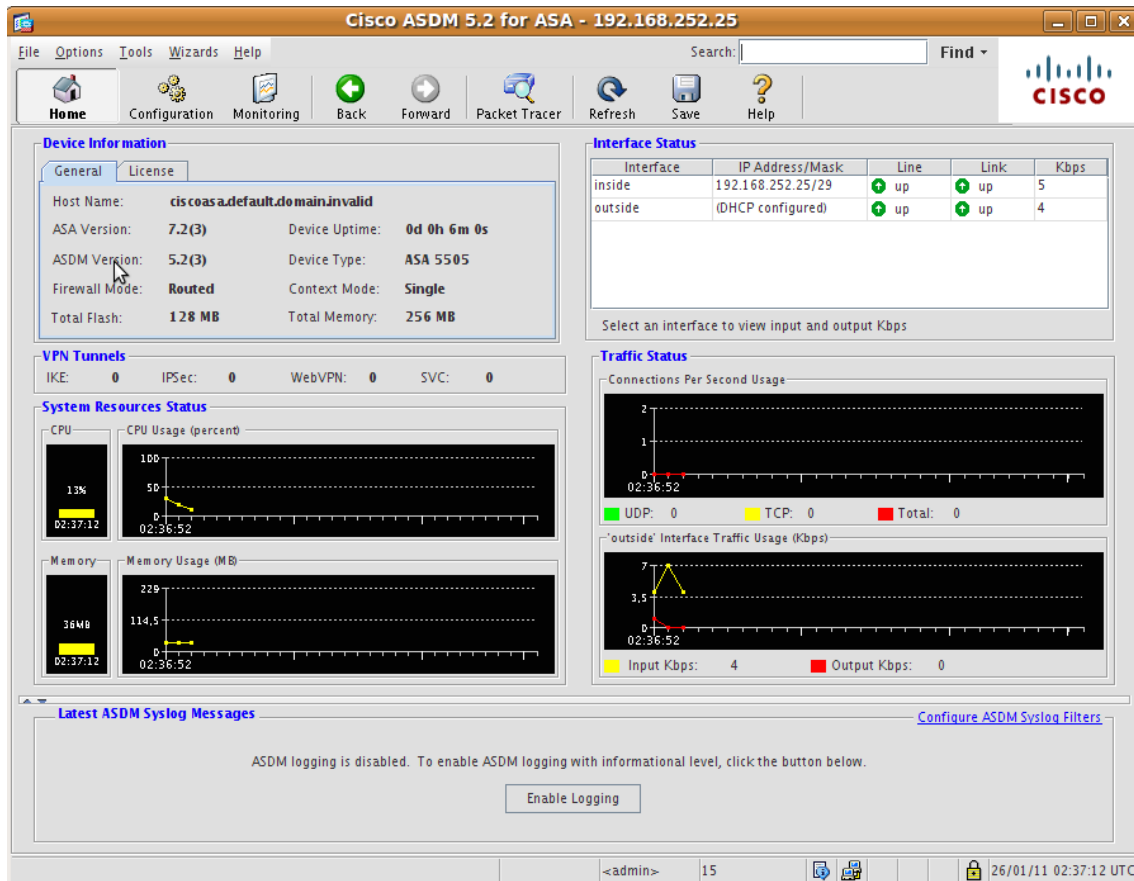 Cisco ASDM 5.2 for ASA - 192.168.252.25
File Options Tools Wizards Help
Search:
Find
Home Configuration Monitoring Back Forward Packet Tracer Refresh Save Help
CISCO
Device Information
General License
Host Name: ciscoasa.default.domain.invalid
ASA Version: 7.2(3) Device Uptime: 0d 0h 6m 0s
ASDM Version: 5.2(3) Device Type: ASA 5505
Firewall Mode: Routed Context Mode: Single
Total Flash: 128 MB Total Memory: 256 MB
Interface Status
Interface IP Address/Mask Line Link Kbps
inside 192.168.252.25/29 up up 5
outside (DHCP configured) up up 4
Select an interface to view input and output Kbps
VPN Tunnels
IKE: 0 IPSec: 0 WebVPN: 0 SVC: 0
System Resources Status
CPU
13%
02:37:12
CPU Usage (percent)
100
50
0
02:36:52
Memory
36MB
02:37:12
Memory Usage (MB)
229
114,5
0
02:36:52
Traffic Status
Connections Per Second Usage
2
1
0
02:36:52
UDP: 0 TCP: 0 Total: 0
'outside' Interface Traffic Usage (Kbps)
7
3,5
0
02:36:52
Input Kbps: 4 Output Kbps: 0
Latest ASDM Syslog Messages
Configure ASDM Syslog Filters
ASDM logging is disabled. To enable ASDM logging with informational level, click the button below.
Enable Logging
<admin> 15 26/01/11 02:37:12 UTC